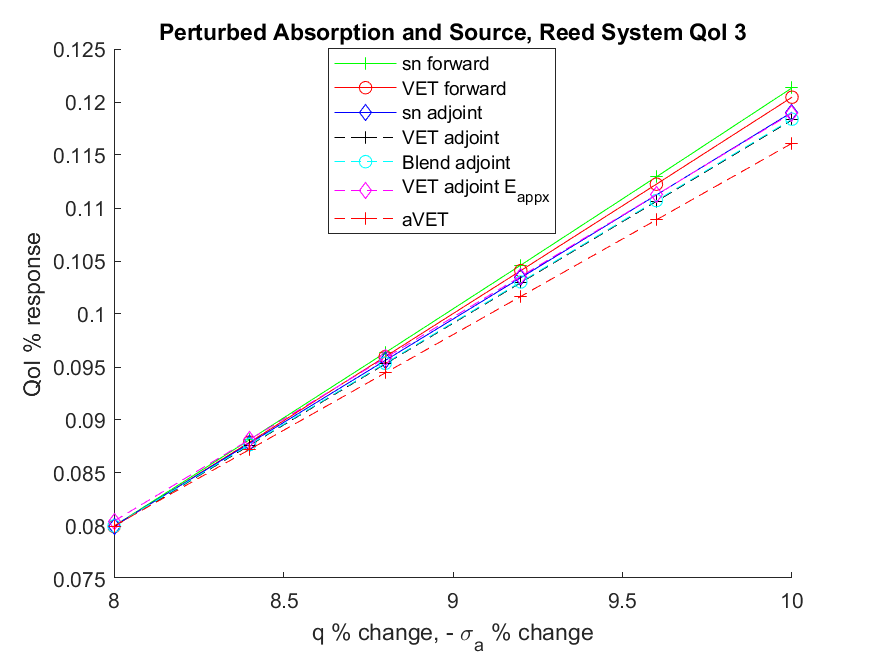 Perturbed Absorption and Source, Reed System QoI 3
0.125
0.12
0.115
0.11
0.105
0.1
0.095
0.09
0.085
0.08
0.075
QoI % response
sn forward
VET forward
sn adjoint
VET adjoint
Blend adjoint
VET adjoint E_appx
aVET
8
8.5
9
9.5
10
q % change, - σ_a % change